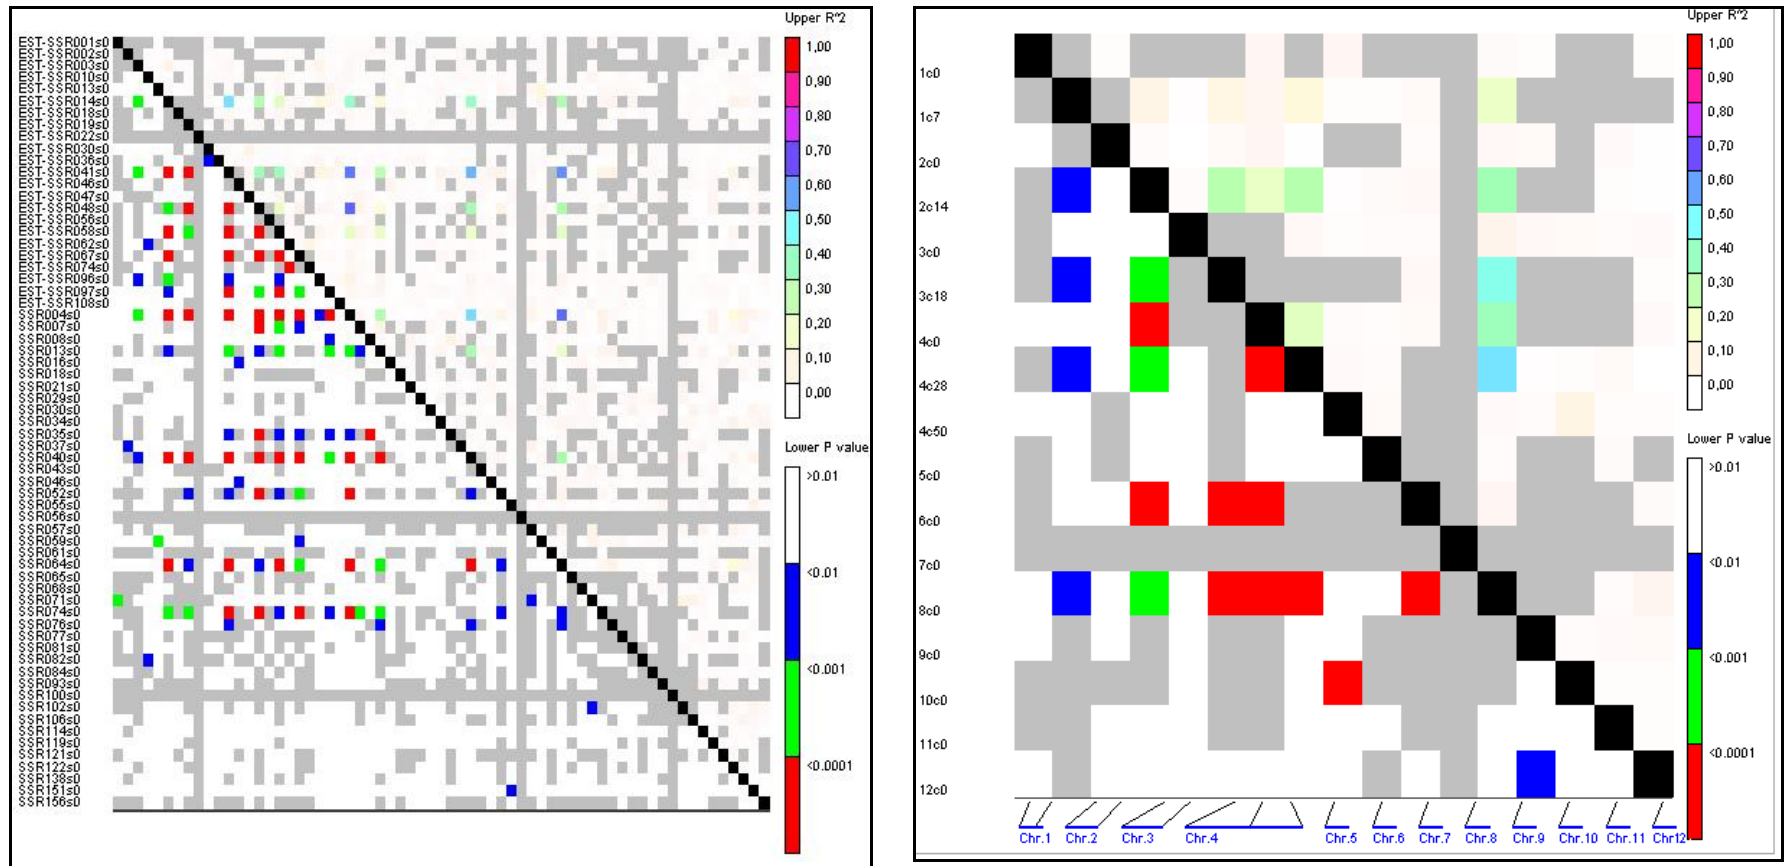 Upper R^2
EST-SSR001s0
EST-SSR002s0
EST-SSR003s0
EST-SSR010s0
EST-SSR013s0
EST-SSR014s0
EST-SSR018s0
EST-SSR019s0
EST-SSR022s0
EST-SSR030s0
EST-SSR036s0
EST-SSR041s0
EST-SSR046s0
EST-SSR047s0
EST-SSR048s0
EST-SSR056s0
EST-SSR058s0
EST-SSR062s0
EST-SSR067s0
EST-SSR074s0
EST-SSR096s0
EST-SSR097s0
EST-SSR108s0
SSR004s0
SSR007s0
SSR008s0
SSR013s0
SSR016s0
SSR018s0
SSR021s0
SSR029s0
SSR030s0
SSR034s0
SSR035s0
SSR037s0
SSR040s0
SSR043s0
SSR046s0
SSR052s0
SSR055s0
SSR056s0
SSR057s0
SSR059s0
SSR061s0
SSR064s0
SSR065s0
SSR068s0
SSR071s0
SSR074s0
SSR076s0
SSR077s0
SSR081s0
SSR082s0
SSR084s0
SSR093s0
SSR100s0
SSR102s0
SSR106s0
SSR114s0
SSR119s0
SSR121s0
SSR122s0
SSR138s0
SSR151s0
SSR156s0
1,00
0,90
0,80
0,70
0,60
0,50
0,40
0,30
0,20
0,10
0,00
Lower P value
>0.01
<0.01
<0.001
<0.0001
Upper R^2
1c0
1c7
2c0
2c14
3c0
3c18
4c0
4c28
4c50
5c0
6c0
7c0
8c0
9c0
10c0
11c0
12c0
1,00
0,90
0,80
0,70
0,60
0,50
0,40
0,30
0,20
0,10
0,00
Lower P value
>0.01
<0.01
<0.001
<0.0001
Chr.1 Chr.2 Chr.3 Chr.4 Chr.5 Chr.6 Chr.7 Chr.8 Chr.9 Chr.10 Chr.11 Chr12